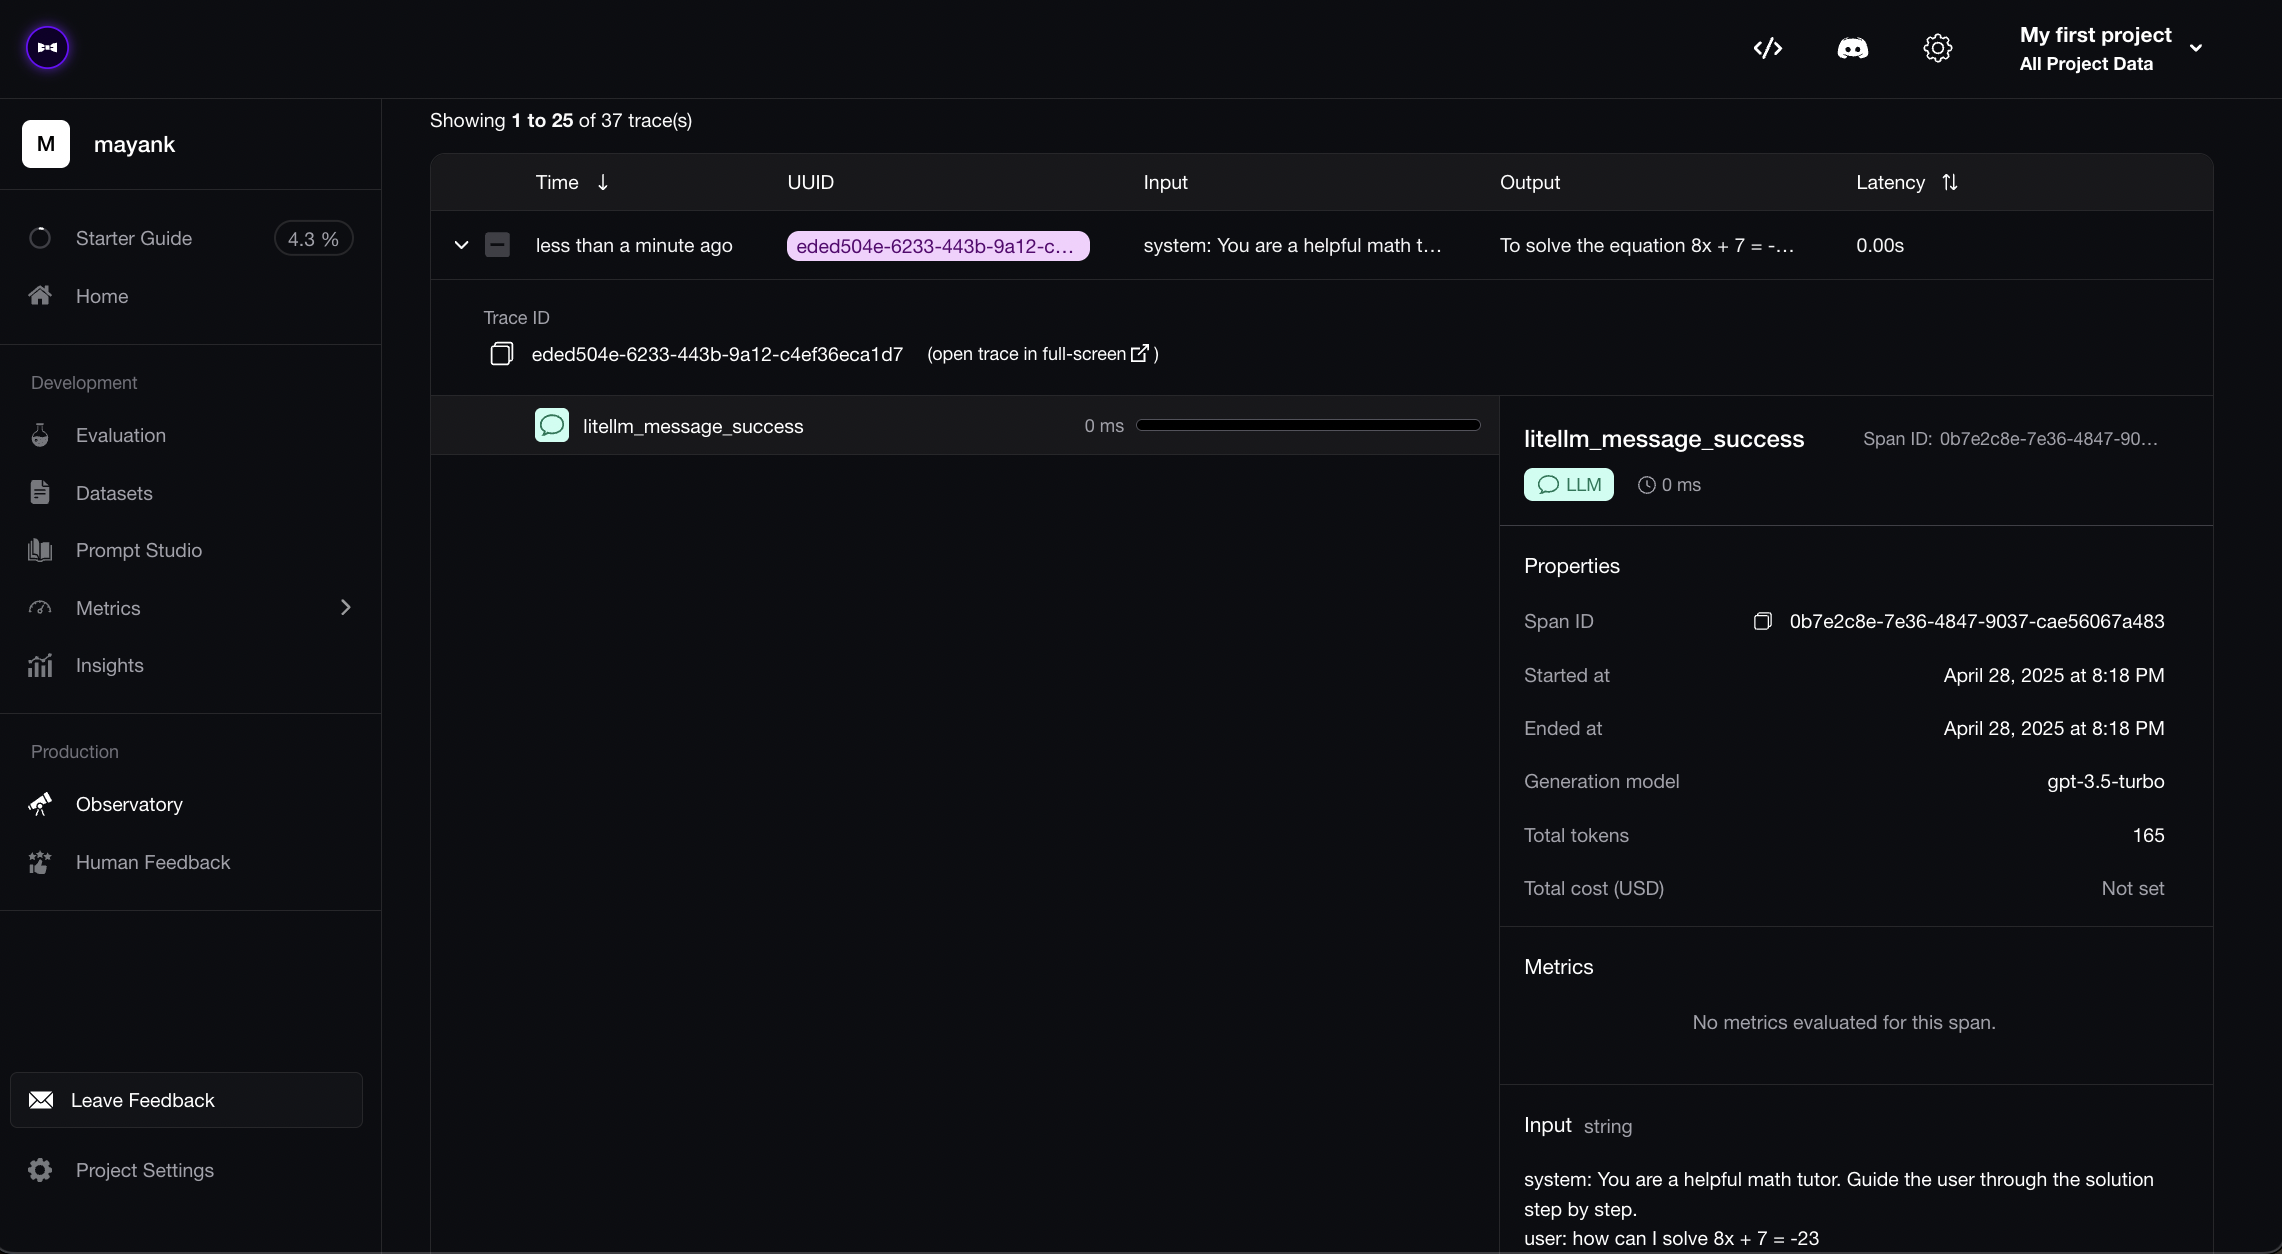 My first project
All Project Data
M
mayank
Starter Guide
4.3 %
Home
Development
Evaluation
Datasets
Prompt Studio
Metrics
Insights
Production
Observatory
Human Feedback
Leave Feedback
Project Settings
Showing 1 to 25 of 37 trace(s)
Time UUID Input Output Latency
less than a minute ago eded504e-6233-443b-9a12-c... system: You are a helpful math t... To solve the equation 8x + 7 = -... 0.00s
Trace ID
eded504e-6233-443b-9a12-c4ef36eca1d7 (open trace in full-screen )
litellm_message_success 0 ms
litellm_message_success Span ID: 0b7e2c8e-7e36-4847-90...
LLM 0 ms
Properties
Span ID 0b7e2c8e-7e36-4847-9037-cae56067a483
Started at April 28, 2025 at 8:18 PM
Ended at April 28, 2025 at 8:18 PM
Generation model gpt-3.5-turbo
Total tokens 165
Total cost (USD) Not set
Metrics
No metrics evaluated for this span.
Input string
system: You are a helpful math tutor. Guide the user through the solution
step by step.
user: how can I solve 8x + 7 = -23